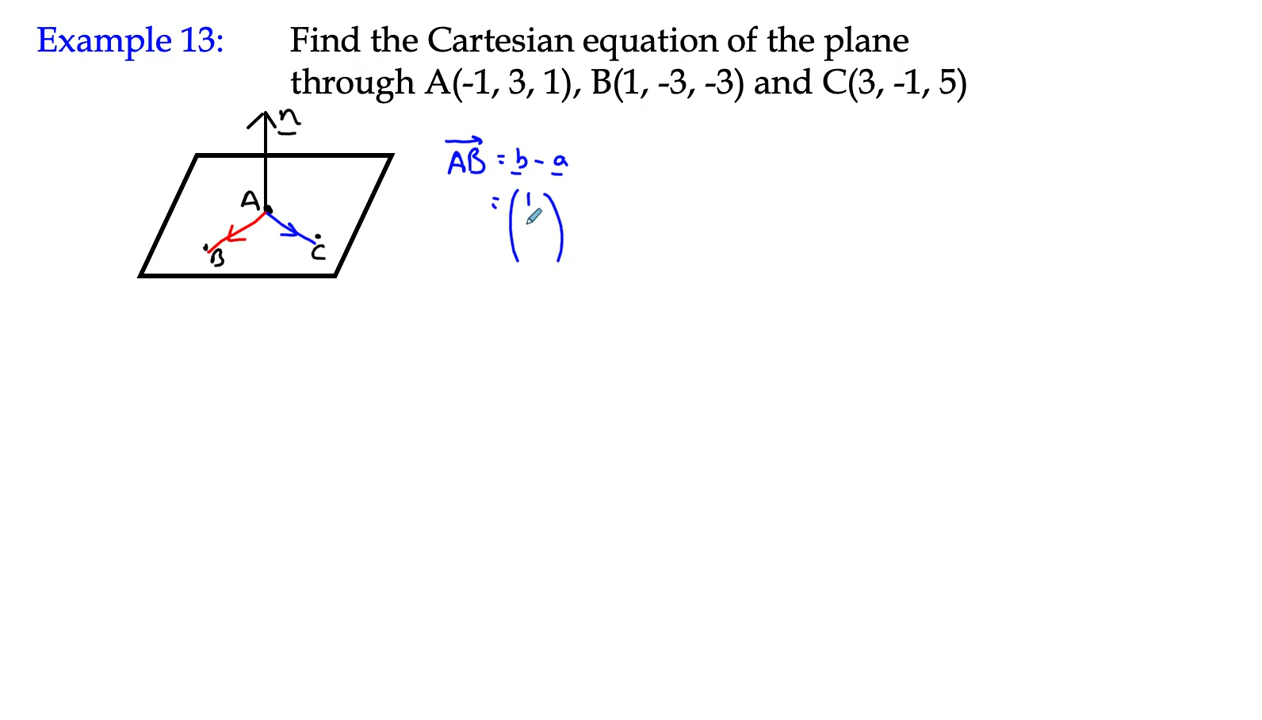 Example 13: Find the Cartesian equation of the plane
through A(-1, 3, 1), B(1, -3, -3) and C(3, -1, 5)
n
A
B
C
AB = b - a
= ( 1 )